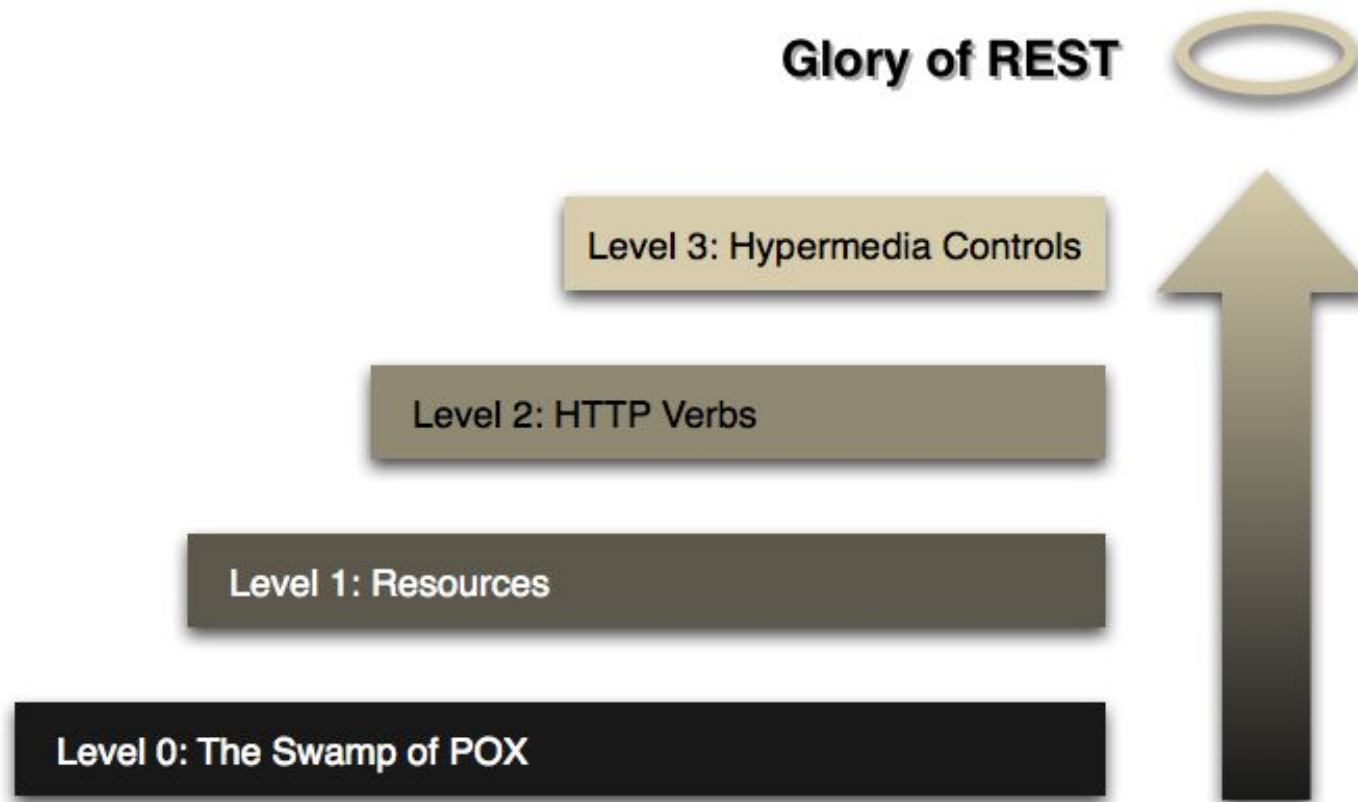 Glory of REST
Level 3: Hypermedia Controls
Level 2: HTTP Verbs
Level 1: Resources
Level 0: The Swamp of POX